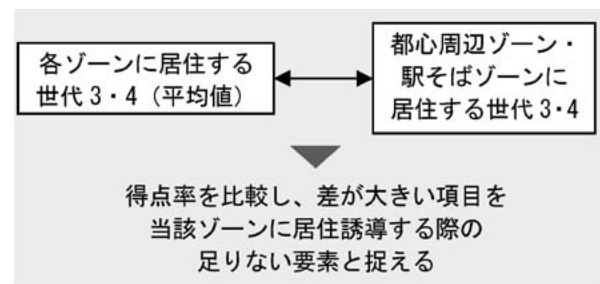 各ゾーンに居住する
世代3・4（平均値）
都心周辺ゾーン・
駅そばゾーンに
居住する世代3・4
得点率を比較し、差が大きい項目を
当該ゾーンに居住誘導する際の
足りない要素と捉える